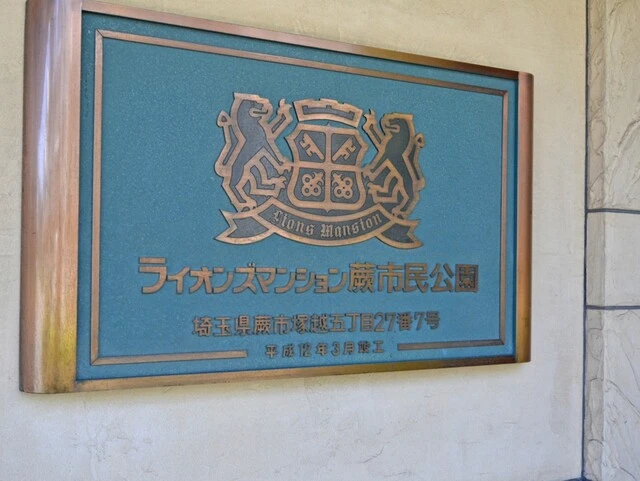 Lions Mansion
ライオンズマンション蕨市民公園
埼玉県蕨市塚越五丁目27番7号
平成12年3月竣工